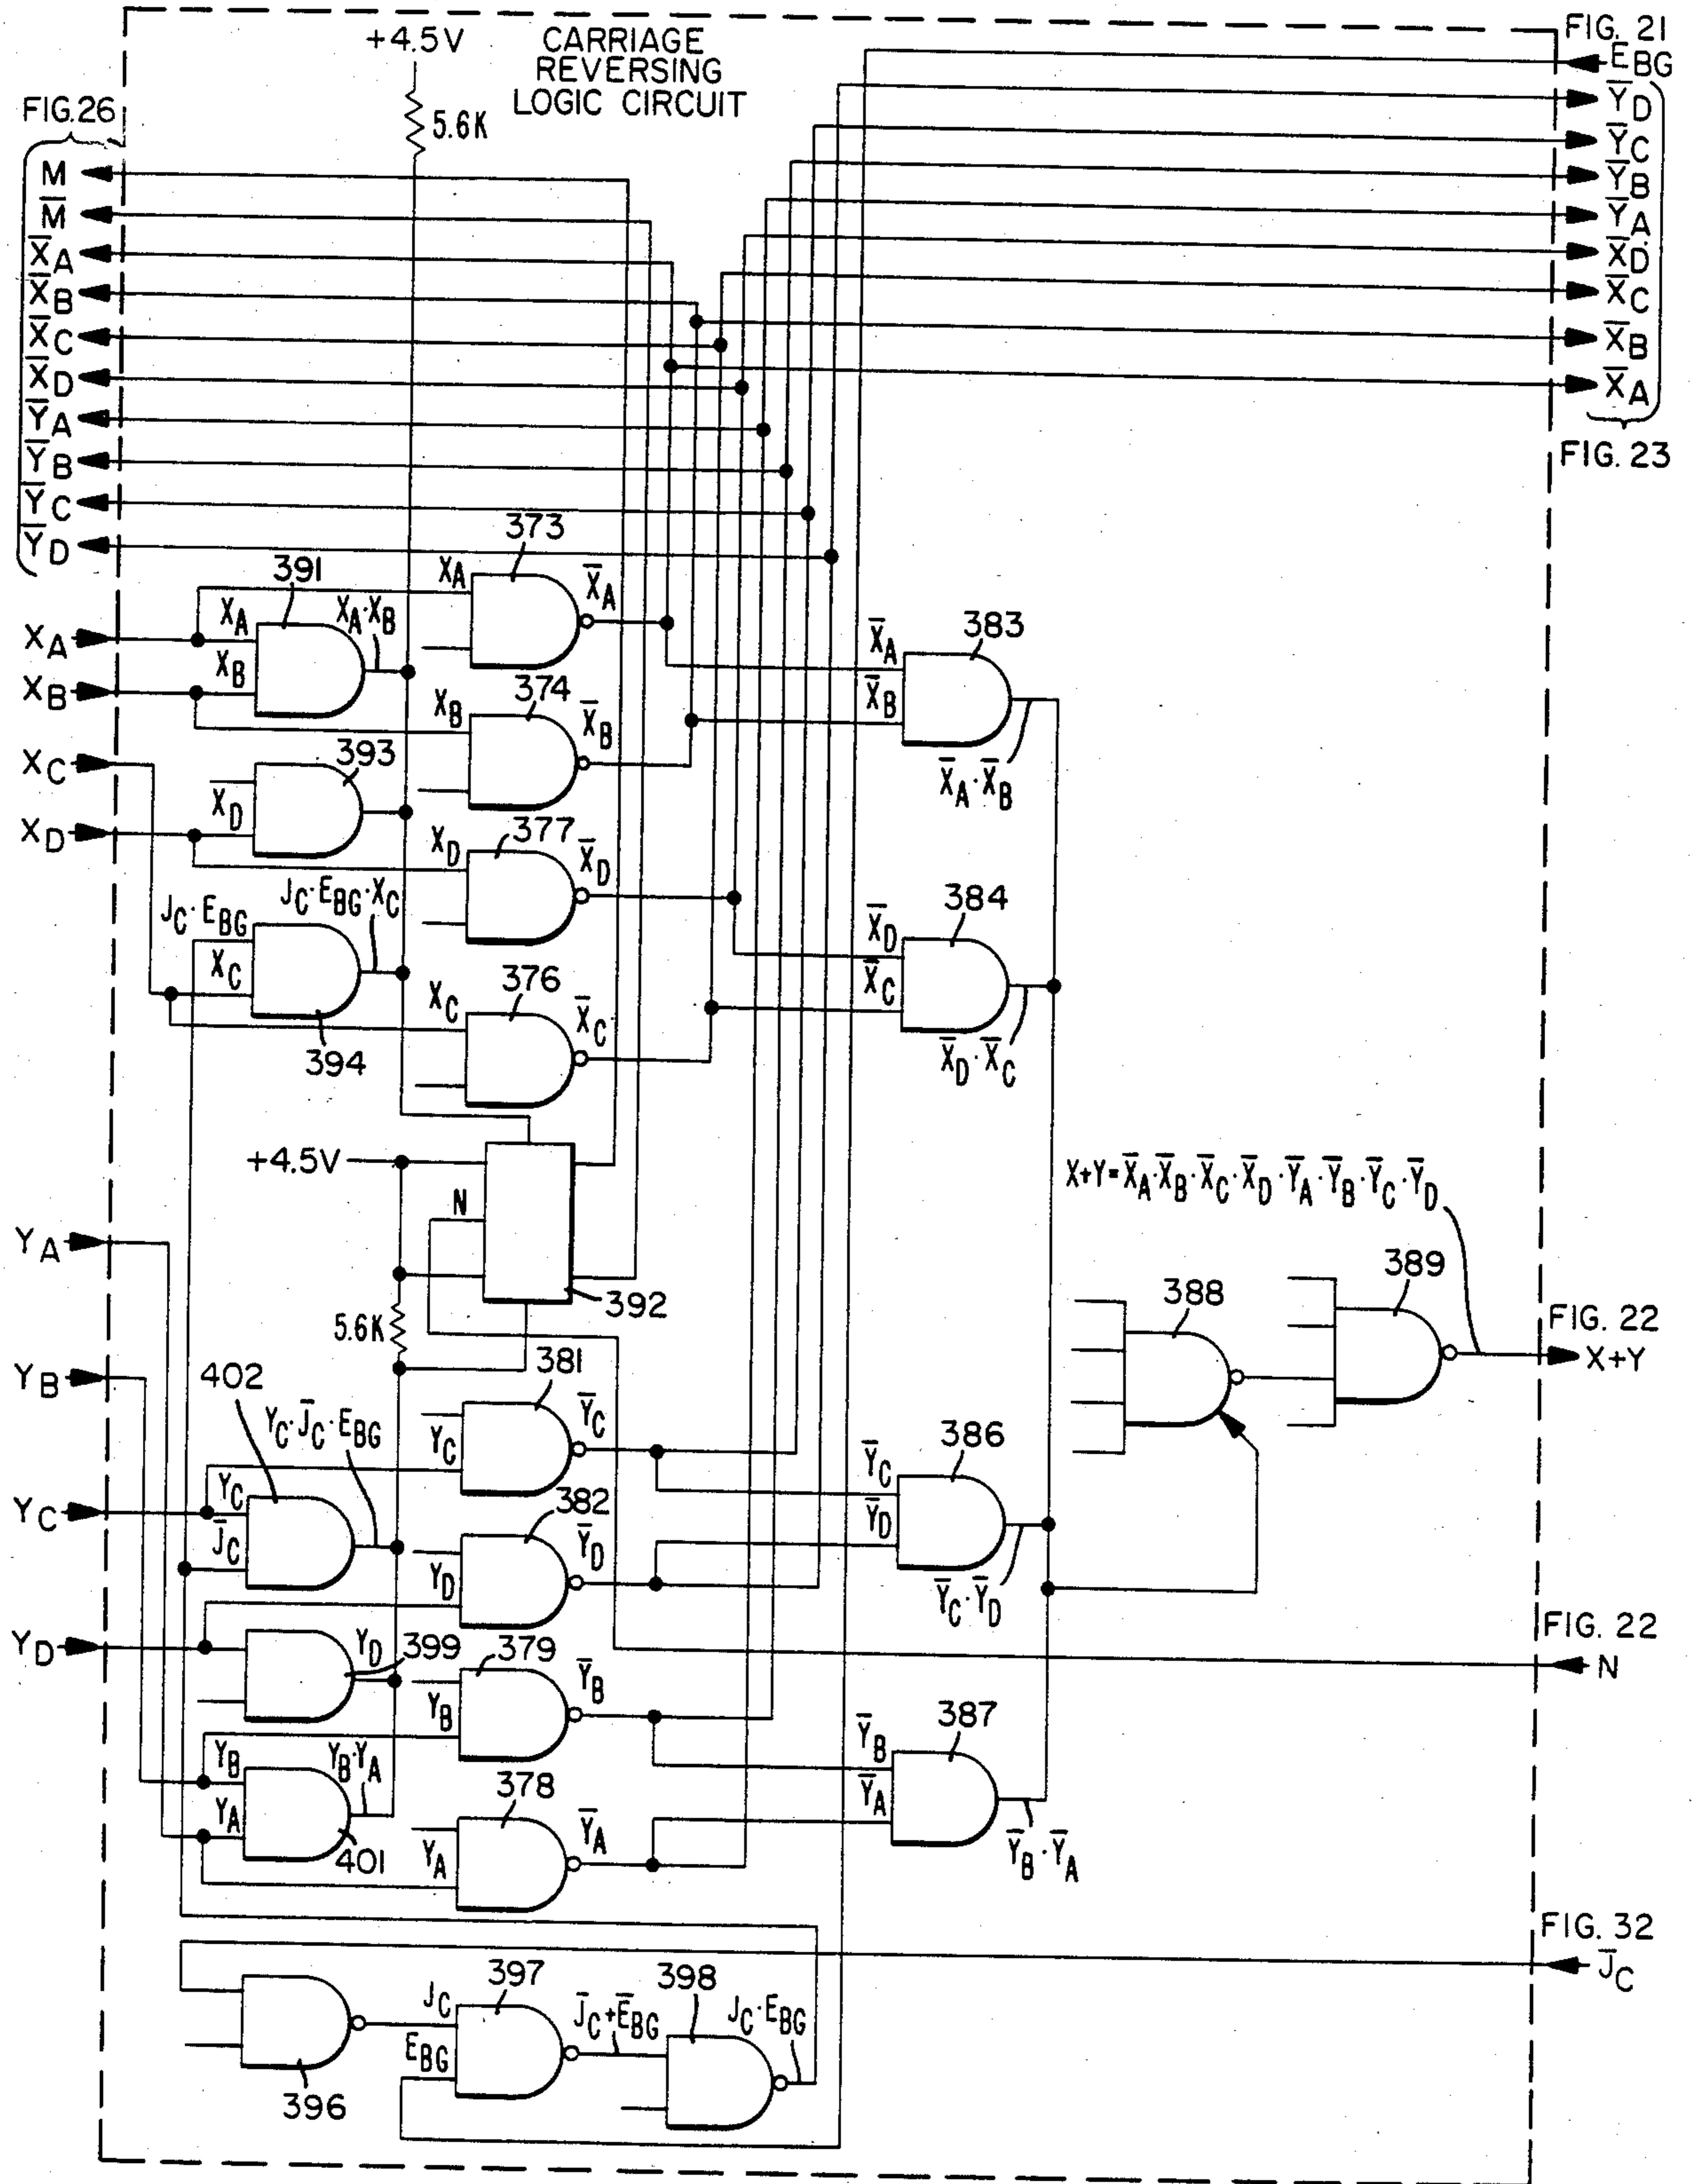 FIG. 21
+4.5V
CARRIAGE
REVERSING
LOGIC CIRCUIT
E_BG
FIG. 26
5.6K
Y̅_D
Y̅_C
Y̅_B
Y̅_A
X̅_D
X̅_C
X̅_B
X̅_A
FIG. 23
M
M̅
X̅_A
X̅_B
X̅_C
X̅_D
Y̅_A
Y̅_B
Y̅_C
Y̅_D
373
391
X_A
X̅_A
X_A
X_A·X_B
X_A
X_B
X_B
383
X̅_A
X̅_B
X̅_A·X̅_B
374
X_B
X̅_B
X_C
393
X_D
X_D
377
X_D
X̅_D
J_C·E_BG
J_C·E_BG·X_C
X_C
394
384
X̅_D
X̅_C
X̅_D·X̅_C
376
X_C
X̅_C
+4.5V
N
392
5.6K
X+Y=X̅_A·X̅_B·X̅_C·X̅_D·Y̅_A·Y̅_B·Y̅_C·Y̅_D
Y_A
388
389
FIG. 22
X+Y
Y_B
402
Y_C·J̅_C·E_BG
381
Y_C
Y̅_C
386
Y̅_C
Y̅_D
Y̅_C·Y̅_D
Y_C
Y_C
J̅_C
382
Y_D
Y̅_D
Y_D
Y_D
399
379
Y_B
Y̅_B
FIG. 22
N
Y_B
Y_A
Y_B·Y_A
401
387
Y̅_B
Y̅_A
Y̅_B·Y̅_A
378
Y_A
Y̅_A
FIG. 32
J̅_C
396
J_C
E_BG
397
J̅_C+E̅_BG
398
J_C·E_BG